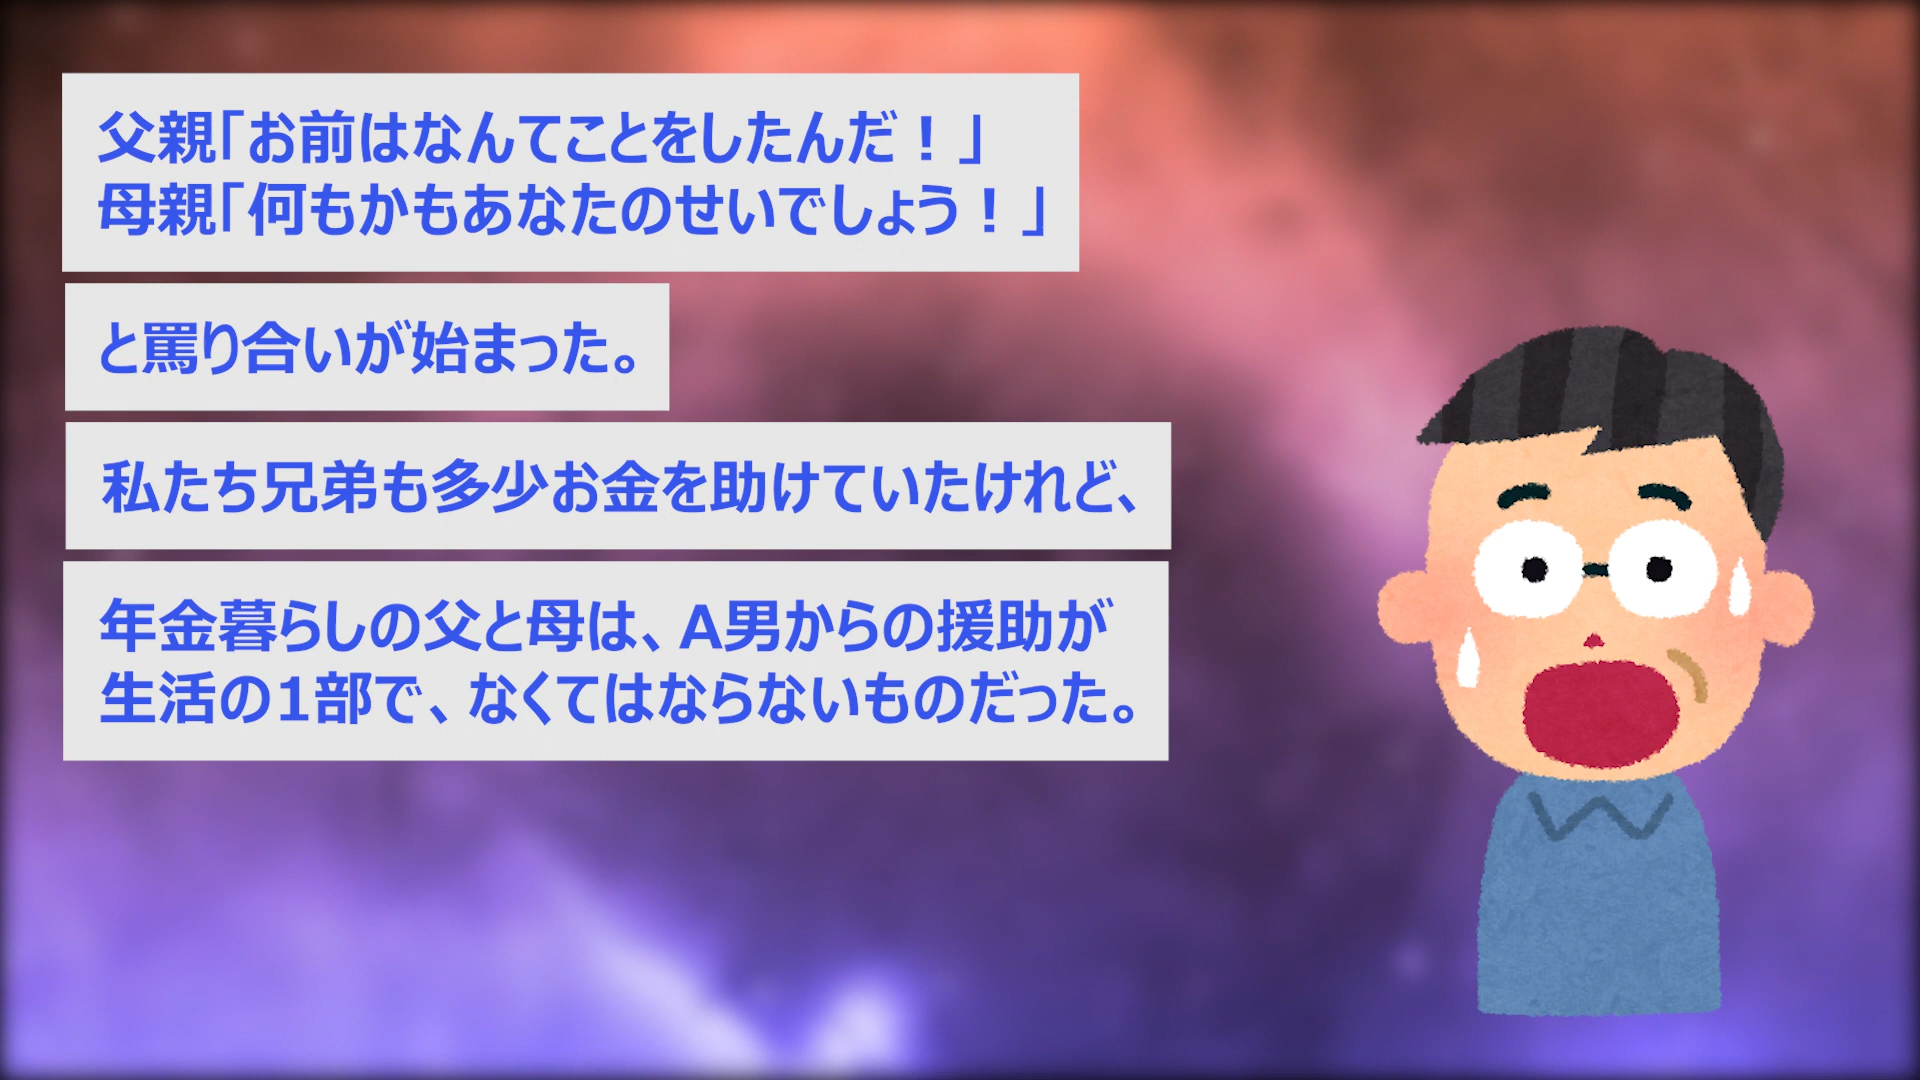 父親「お前はなんてことをしたんだ！」
母親「何もかもあなたのせいでしょう！」
と罵り合いが始まった。
私たち兄弟も多少お金を助けていたけれど、
年金暮らしの父と母は、A男からの援助が
生活の1部で、なくてはならないものだった。